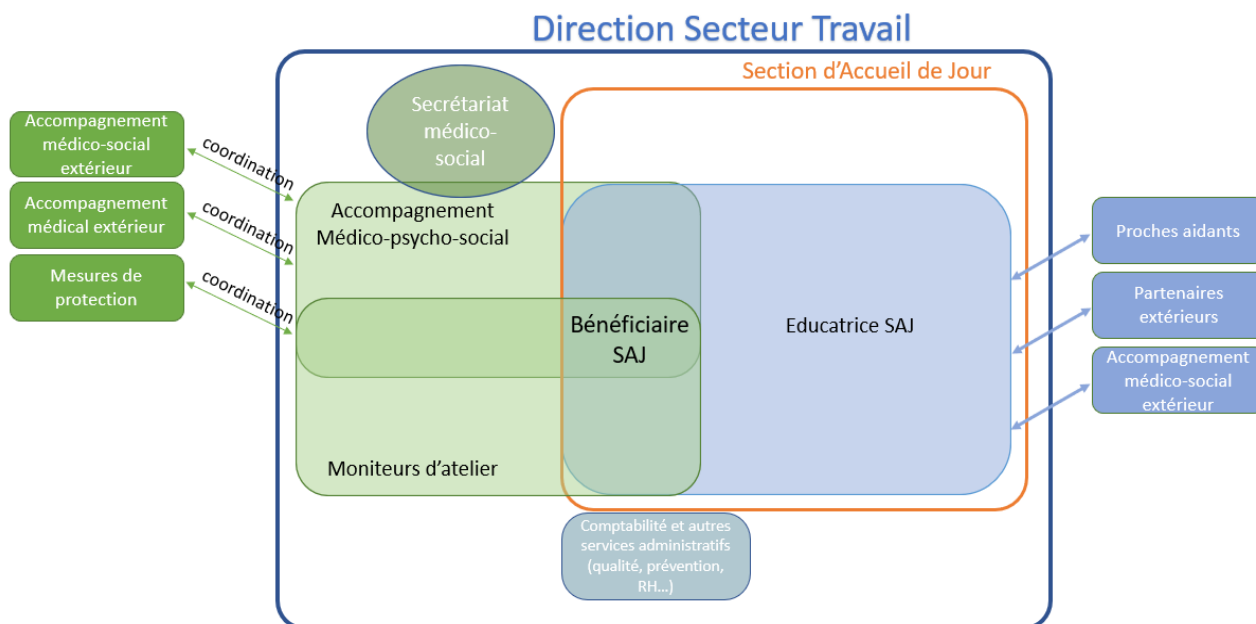 Direction Secteur Travail
Section d'Accueil de Jour
Secrétariat
médico-
social
Accompagnement
médico-social
extérieur
coordination
Accompagnement
médical extérieur
coordination
Mesures de
protection
coordination
Accompagnement
Médico-psycho-social
Bénéficiaire
SAJ
Educatrice SAJ
Moniteurs d'atelier
Proches aidants
Partenaires
extérieurs
Accompagnement
médico-social
extérieur
Comptabilité et autres
services administratifs
(qualité, prévention,
RH…)